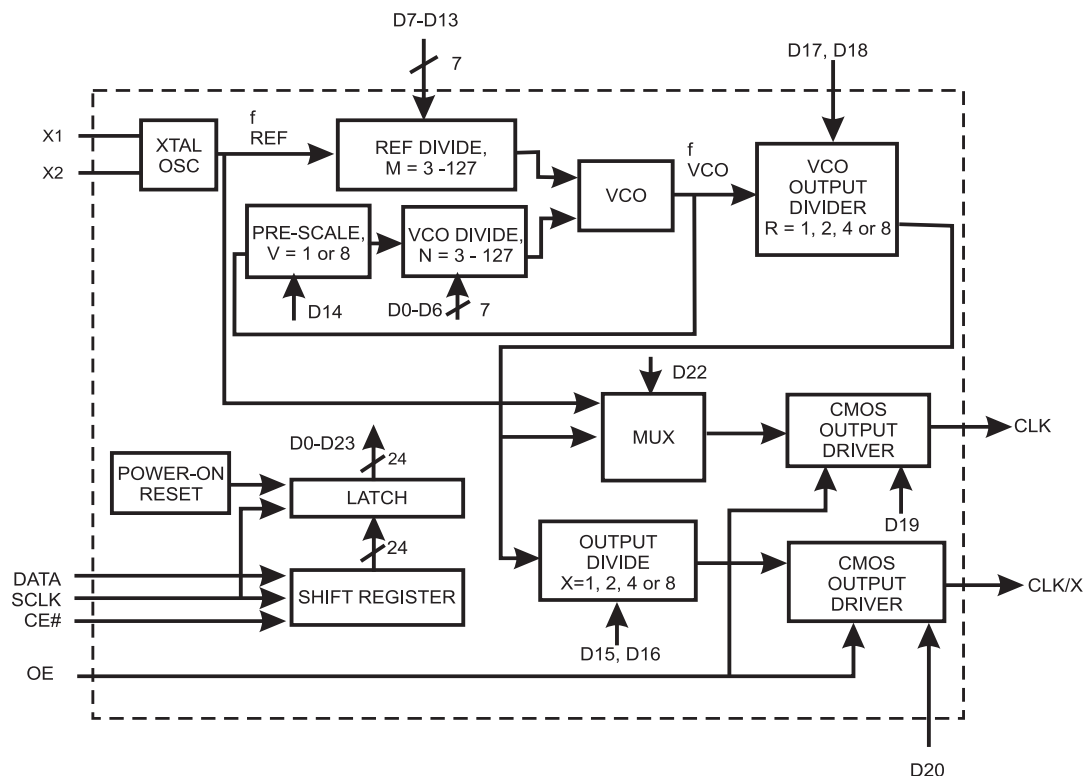 D7-D13
7
D17, D18
X1
X2
XTAL
OSC
f
REF
REF DIVIDE,
M = 3 -127
VCO
f
VCO
VCO
OUTPUT
DIVIDER
R = 1, 2, 4 or 8
PRE-SCALE,
V = 1 or 8
VCO DIVIDE,
N = 3 - 127
D14
D0-D6
7
D22
MUX
CMOS
OUTPUT
DRIVER
CLK
D19
D0-D23
24
POWER-ON
RESET
LATCH
24
DATA
SCLK
CE#
SHIFT REGISTER
OUTPUT
DIVIDE
X=1, 2, 4 or 8
D15, D16
CMOS
OUTPUT
DRIVER
CLK/X
OE
D20